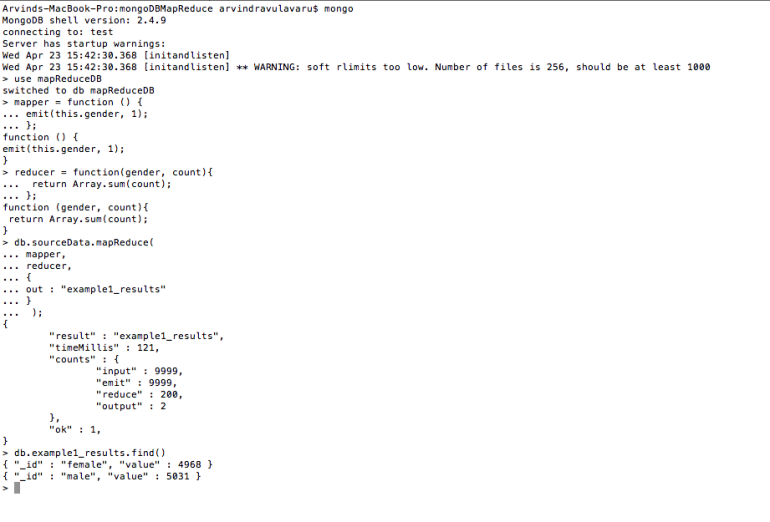 Arvinds-MacBook-Pro:mongoDBMapReduce arvindravulavaru$ mongo
MongoDB shell version: 2.4.9
connecting to: test
Server has startup warnings:
Wed Apr 23 15:42:30.368 [initandlisten]
Wed Apr 23 15:42:30.368 [initandlisten] ** WARNING: soft rlimits too low. Number of files is 256, should be at least 1000
> use mapReduceDB
switched to db mapReduceDB
> mapper = function () {
... emit(this.gender, 1);
... };
function () {
emit(this.gender, 1);
}
> reducer = function(gender, count){
...  return Array.sum(count);
... };
function (gender, count){
 return Array.sum(count);
}
> db.sourceData.mapReduce(
... mapper,
... reducer,
... {
... out : "example1_results"
... }
...  );
{
        "result" : "example1_results",
        "timeMillis" : 121,
        "counts" : {
                "input" : 9999,
                "emit" : 9999,
                "reduce" : 200,
                "output" : 2
        },
        "ok" : 1,
}
> db.example1_results.find()
{ "_id" : "female", "value" : 4968 }
{ "_id" : "male", "value" : 5031 }
>